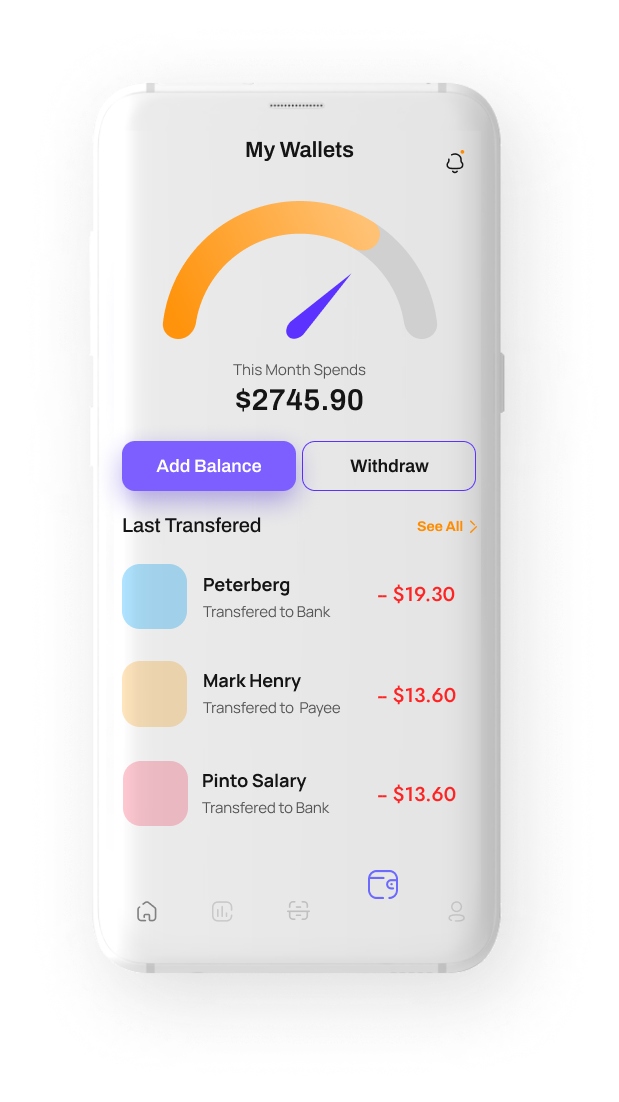 My Wallets
This Month Spends
$2745.90
Add Balance
Withdraw
Last Transfered
See All
Peterberg
Transfered to Bank
– $19.30
Mark Henry
Transfered to Payee
– $13.60
Pinto Salary
Transfered to Bank
– $13.60